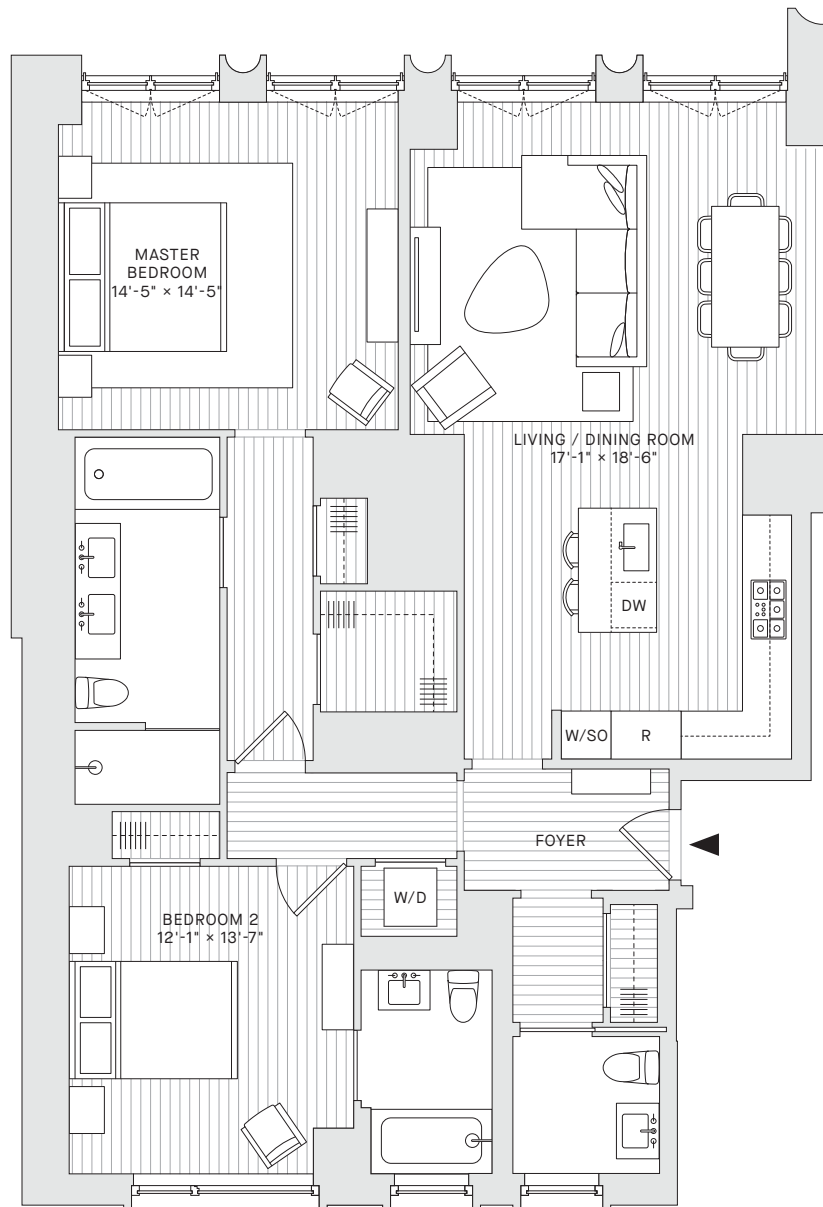 MASTER
BEDROOM
14'-5" × 14'-5"
LIVING / DINING ROOM
17'-1" × 18'-6"
DW
W/SO
R
FOYER
W/D
BEDROOM 2
12'-1" × 13'-7"